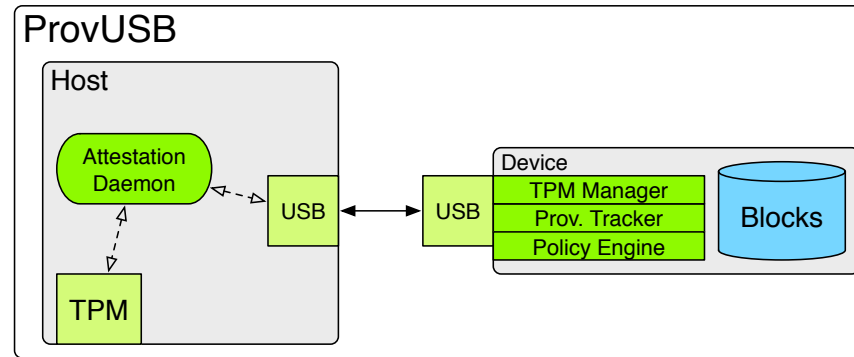 ProvUSB
Host
Attestation
Daemon
USB
TPM
USB
Device
TPM Manager
Prov. Tracker
Policy Engine
Blocks